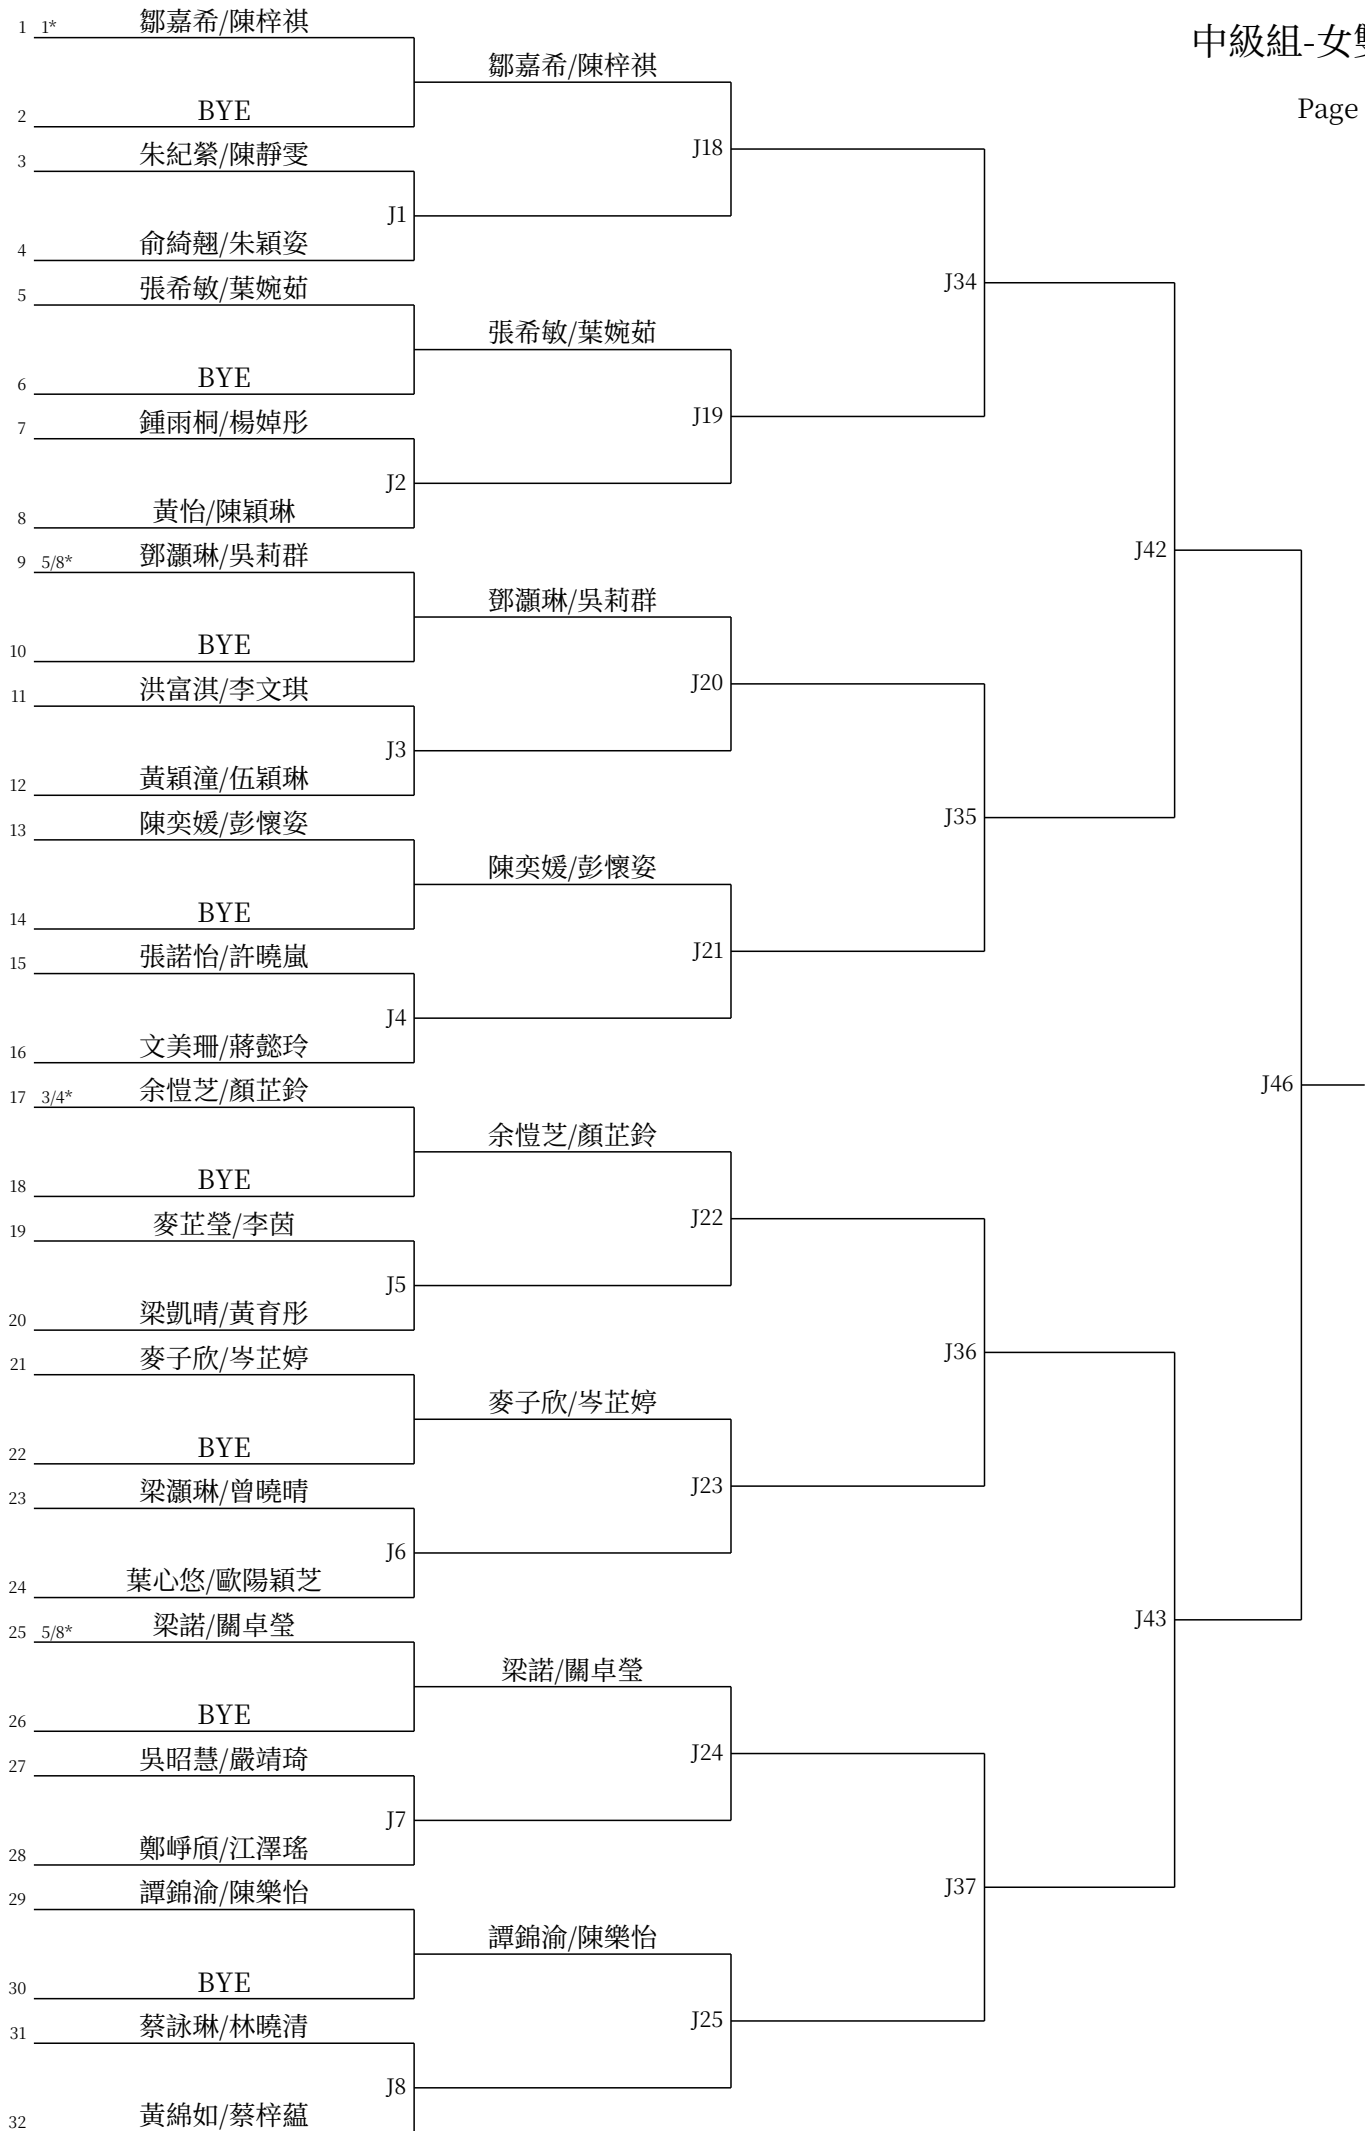 中級組-女雙
Page
1 1* 鄒嘉希/陳梓祺
鄒嘉希/陳梓祺
2 BYE
J18
3 朱紀縈/陳靜雯
J1
4 俞綺翹/朱穎姿
J34
5 張希敏/葉婉茹
張希敏/葉婉茹
6 BYE
J19
7 鍾雨桐/楊婥彤
J2
8 黃怡/陳穎琳
J42
9 5/8* 鄧灝琳/吳莉群
鄧灝琳/吳莉群
10 BYE
J20
11 洪富淇/李文琪
J3
12 黃穎潼/伍穎琳
J35
13 陳奕媛/彭懷姿
陳奕媛/彭懷姿
14 BYE
J21
15 張諾怡/許曉嵐
J4
16 文美珊/蔣懿玲
J46
17 3/4* 余愷芝/顏芷鈴
余愷芝/顏芷鈴
18 BYE
J22
19 麥芷瑩/李茵
J5
20 梁凱晴/黃育彤
J36
21 麥子欣/岑芷婷
麥子欣/岑芷婷
22 BYE
J23
23 梁灝琳/曾曉晴
J6
24 葉心悠/歐陽穎芝
J43
25 5/8* 梁諾/關卓瑩
梁諾/關卓瑩
26 BYE
J24
27 吳昭慧/嚴靖琦
J7
28 鄭崢頎/江澤瑤
J37
29 譚錦渝/陳樂怡
譚錦渝/陳樂怡
30 BYE
J25
31 蔡詠琳/林曉清
J8
32 黃綿如/蔡梓蘊